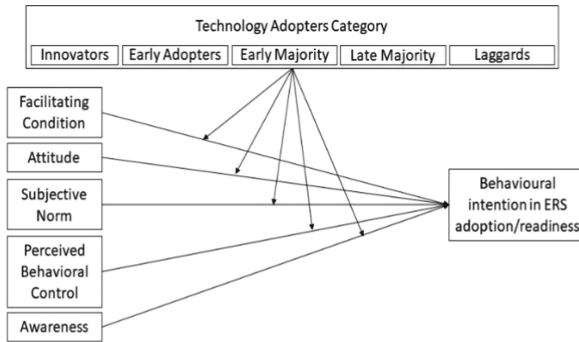 Technology Adopters Category
Innovators Early Adopters Early Majority Late Majority Laggards
Facilitating
Condition
Attitude
Subjective
Norm
Perceived
Behavioral
Control
Awareness
Behavioural
intention in ERS
adoption/readiness